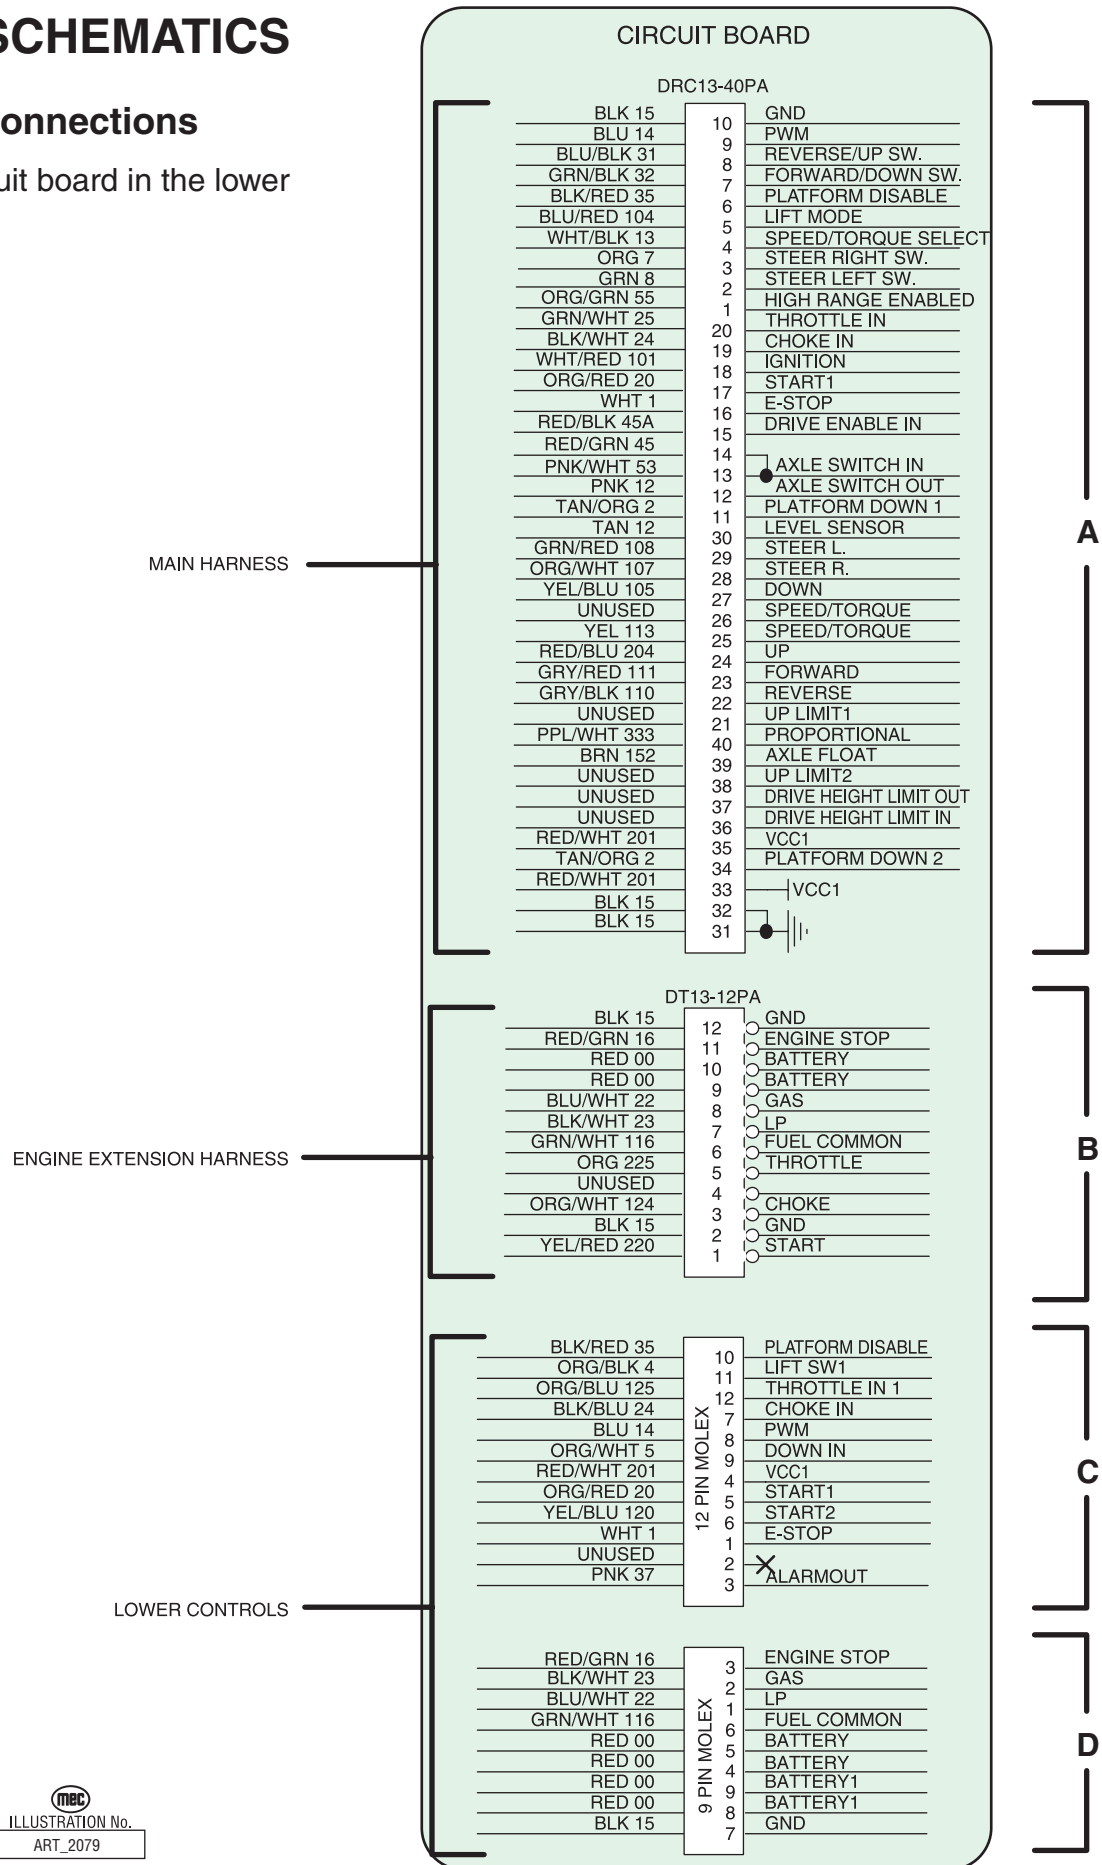 SCHEMATICS
onnections
uit board in the lower
CIRCUIT BOARD
DRC13-40PA
BLK 15 10 GND
BLU 14 9 PWM
BLU/BLK 31 8 REVERSE/UP SW.
GRN/BLK 32 7 FORWARD/DOWN SW.
BLK/RED 35 6 PLATFORM DISABLE
BLU/RED 104 5 LIFT MODE
WHT/BLK 13 4 SPEED/TORQUE SELECT
ORG 7 3 STEER RIGHT SW.
GRN 8 2 STEER LEFT SW.
ORG/GRN 55 1 HIGH RANGE ENABLED
GRN/WHT 25 20 THROTTLE IN
BLK/WHT 24 19 CHOKE IN
WHT/RED 101 18 IGNITION
ORG/RED 20 17 START1
WHT 1 16 E-STOP
RED/BLK 45A 15 DRIVE ENABLE IN
RED/GRN 45 14
PNK/WHT 53 13 AXLE SWITCH IN
PNK 12 12 AXLE SWITCH OUT
TAN/ORG 2 11 PLATFORM DOWN 1
TAN 12 30 LEVEL SENSOR
GRN/RED 108 29 STEER L.
ORG/WHT 107 28 STEER R.
YEL/BLU 105 27 DOWN
UNUSED 26 SPEED/TORQUE
YEL 113 25 SPEED/TORQUE
RED/BLU 204 24 UP
GRY/RED 111 23 FORWARD
GRY/BLK 110 22 REVERSE
UNUSED 21 UP LIMIT1
PPL/WHT 333 40 PROPORTIONAL
BRN 152 39 AXLE FLOAT
UNUSED 38 UP LIMIT2
UNUSED 37 DRIVE HEIGHT LIMIT OUT
UNUSED 36 DRIVE HEIGHT LIMIT IN
RED/WHT 201 35 VCC1
TAN/ORG 2 34 PLATFORM DOWN 2
RED/WHT 201 33 VCC1
BLK 15 32
BLK 15 31
MAIN HARNESS
A
DT13-12PA
BLK 15 12 GND
RED/GRN 16 11 ENGINE STOP
RED 00 10 BATTERY
RED 00 9 BATTERY
BLU/WHT 22 8 GAS
BLK/WHT 23 7 LP
GRN/WHT 116 6 FUEL COMMON
ORG 225 5 THROTTLE
UNUSED 4
ORG/WHT 124 3 CHOKE
BLK 15 2 GND
YEL/RED 220 1 START
ENGINE EXTENSION HARNESS
B
12 PIN MOLEX
BLK/RED 35 10 PLATFORM DISABLE
ORG/BLK 4 11 LIFT SW1
ORG/BLU 125 12 THROTTLE IN 1
BLK/BLU 24 7 CHOKE IN
BLU 14 8 PWM
ORG/WHT 5 9 DOWN IN
RED/WHT 201 4 VCC1
ORG/RED 20 5 START1
YEL/BLU 120 6 START2
WHT 1 1 E-STOP
UNUSED 2
PNK 37 3 ALARMOUT
C
LOWER CONTROLS
9 PIN MOLEX
RED/GRN 16 3 ENGINE STOP
BLK/WHT 23 2 GAS
BLU/WHT 22 1 LP
GRN/WHT 116 6 FUEL COMMON
RED 00 5 BATTERY
RED 00 4 BATTERY
RED 00 9 BATTERY1
RED 00 8 BATTERY1
BLK 15 7 GND
D
mec
ILLUSTRATION No.
ART_2079